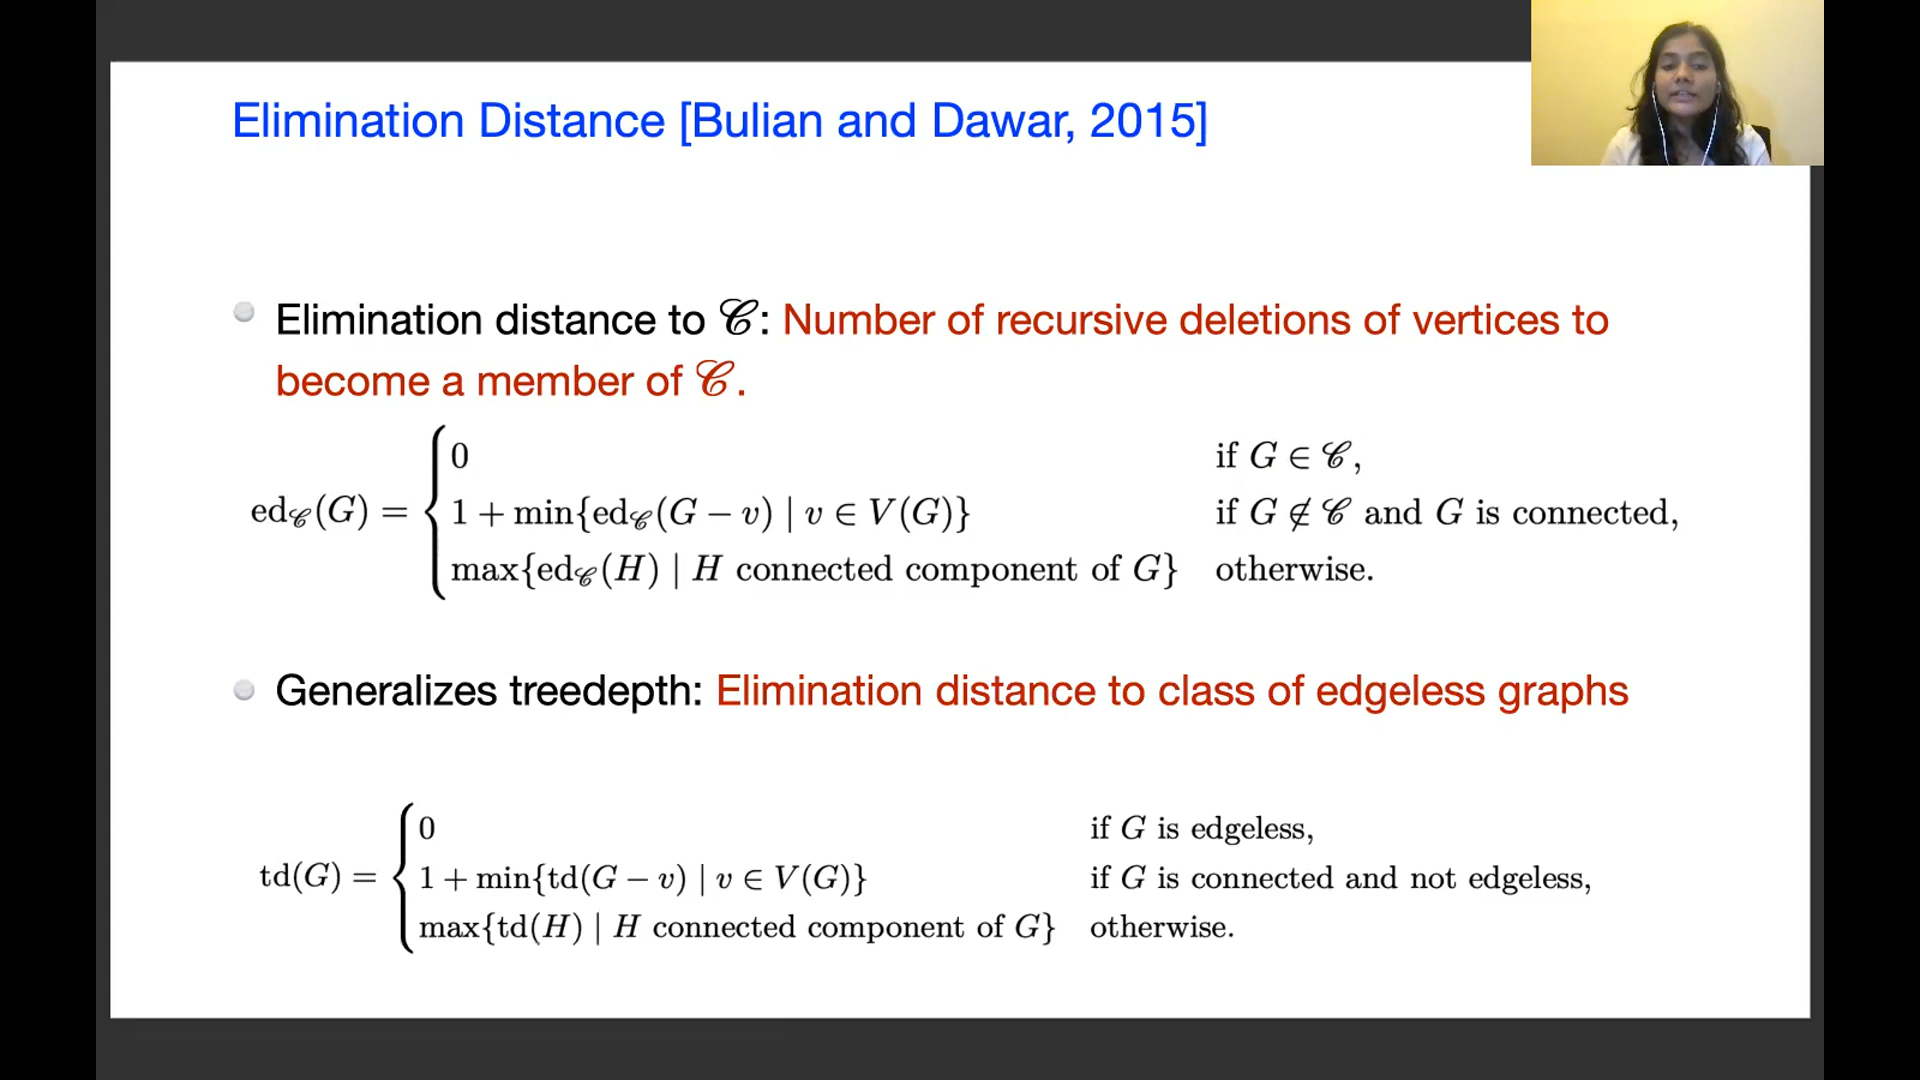 Elimination Distance [Bulian and Dawar, 2015]
Elimination distance to 𝒞: Number of recursive deletions of vertices to
become a member of 𝒞.
ed𝒞(G) = { 0 if G ∈ 𝒞,
1 + min{ed𝒞(G − v) | v ∈ V(G)} if G ∉ 𝒞 and G is connected,
max{ed𝒞(H) | H connected component of G} otherwise.
Generalizes treedepth: Elimination distance to class of edgeless graphs
td(G) = { 0 if G is edgeless,
1 + min{td(G − v) | v ∈ V(G)} if G is connected and not edgeless,
max{td(H) | H connected component of G} otherwise.